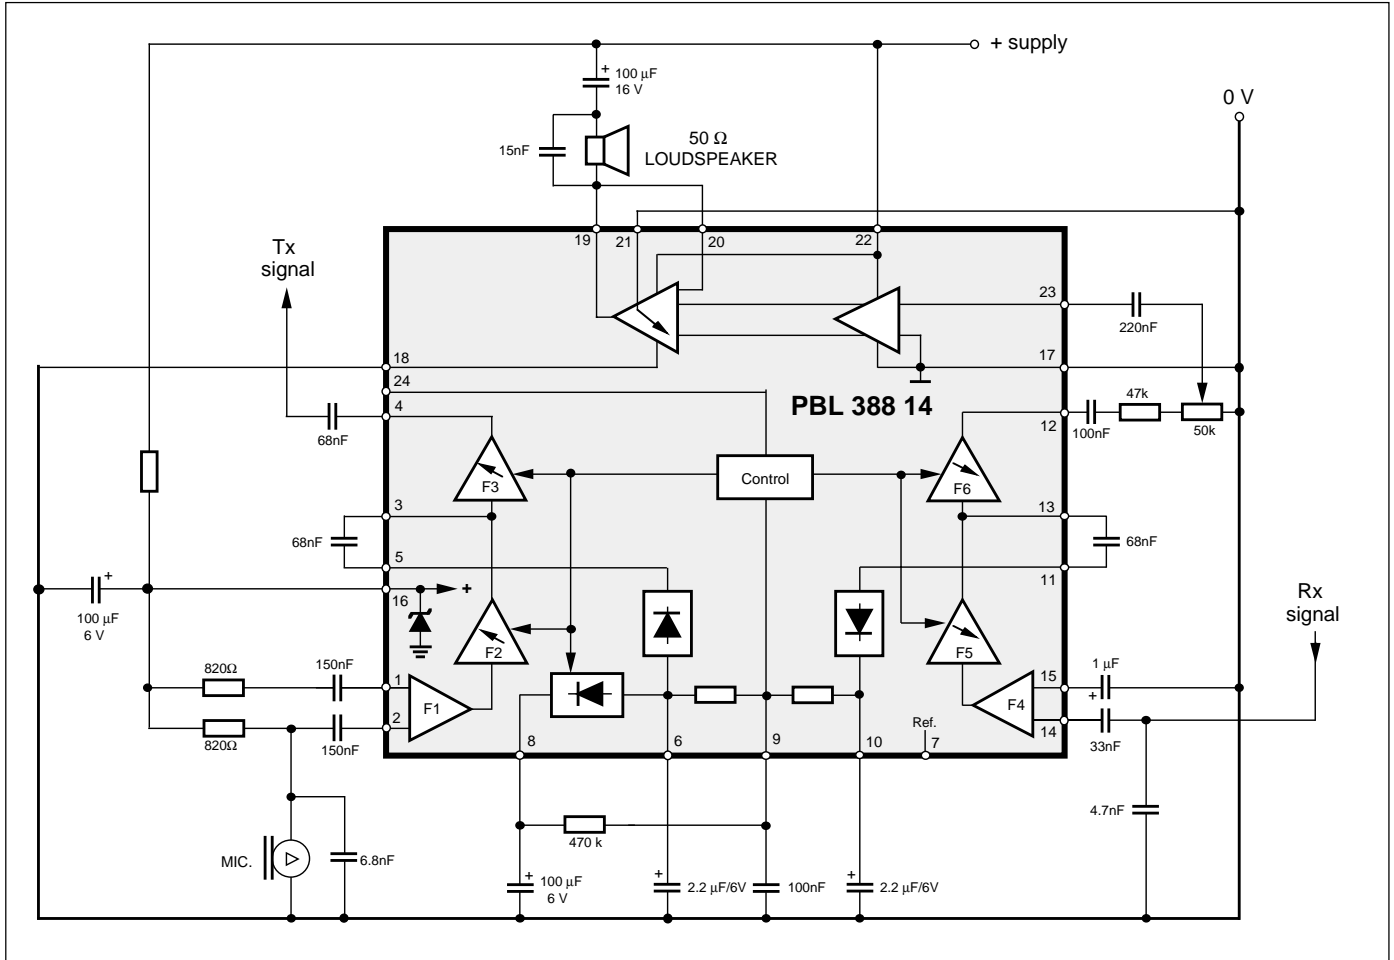 + supply
+ 100 µF
16 V
0 V
15nF
50 Ω
LOUDSPEAKER
Tx
signal
19
21
20
22
23
220nF
18
17
24
4
68nF
PBL 388 14
47k
12
100nF
50k
F3
Control
F6
3
13
68nF
68nF
5
11
+
16
+
100 µF
6 V
Rx
signal
F2
F5
820Ω
150nF
1
15
1 µF
+
F1
F4
2
14
820Ω
150nF
33nF
Ref.
7
8
6
9
10
4.7nF
470 k
MIC.
6.8nF
+ 100 µF
6 V
+
2.2 µF/6V
100nF
+
2.2 µF/6V